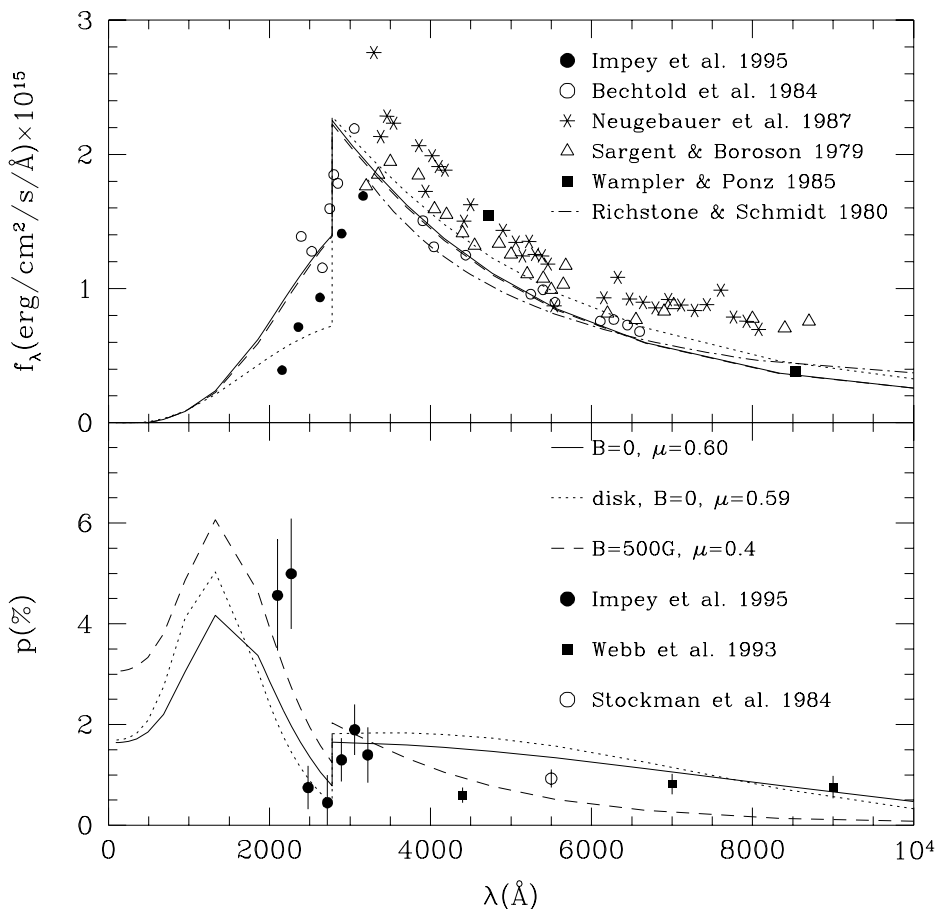 3
2
1
0
f_λ(erg/cm²/s/Å)×10¹⁵
Impey et al. 1995
Bechtold et al. 1984
Neugebauer et al. 1987
Sargent & Boroson 1979
Wampler & Ponz 1985
Richstone & Schmidt 1980
6
4
2
0
p(%)
B=0, μ=0.60
disk, B=0, μ=0.59
B=500G, μ=0.4
Impey et al. 1995
Webb et al. 1993
Stockman et al. 1984
0 2000 4000 6000 8000 10⁴
λ(Å)